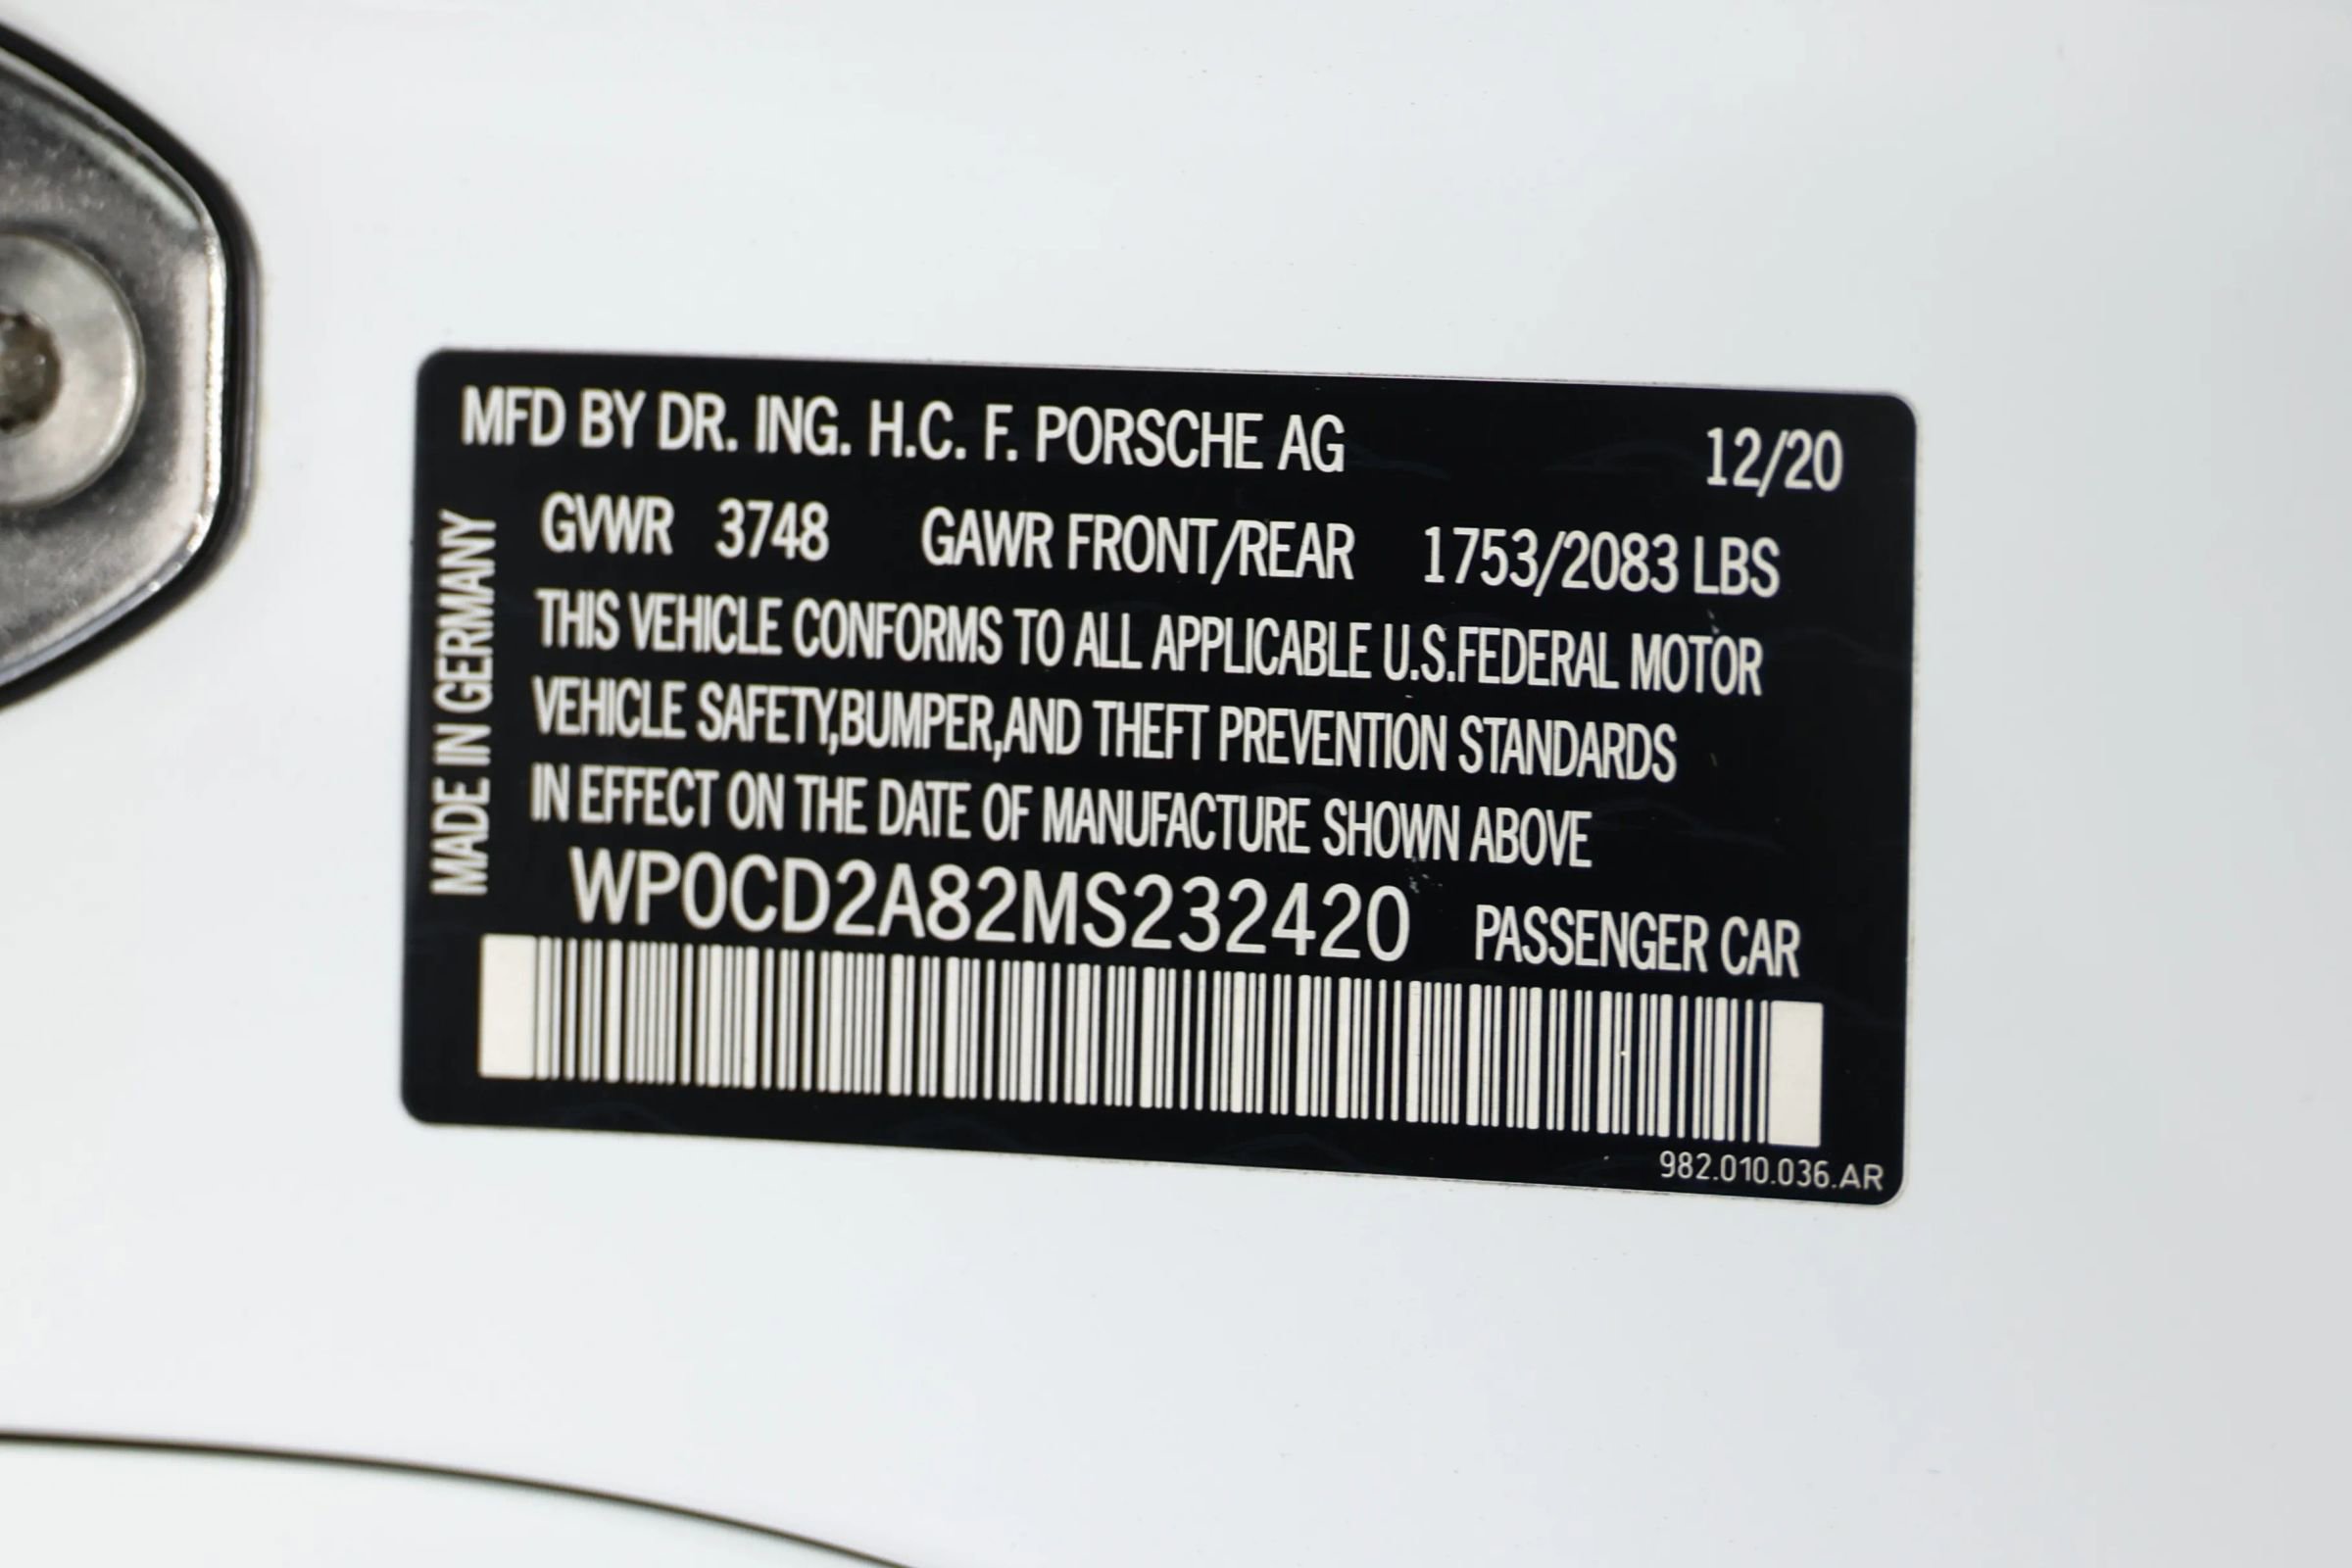 MFD BY DR. ING. H.C. F. PORSCHE AG 12/20
MADE IN GERMANY
GVWR 3748 GAWR FRONT/REAR 1753/2083 LBS
THIS VEHICLE CONFORMS TO ALL APPLICABLE U.S.FEDERAL MOTOR
VEHICLE SAFETY,BUMPER,AND THEFT PREVENTION STANDARDS
IN EFFECT ON THE DATE OF MANUFACTURE SHOWN ABOVE
WP0CD2A82MS232420 PASSENGER CAR
982.010.036.AR